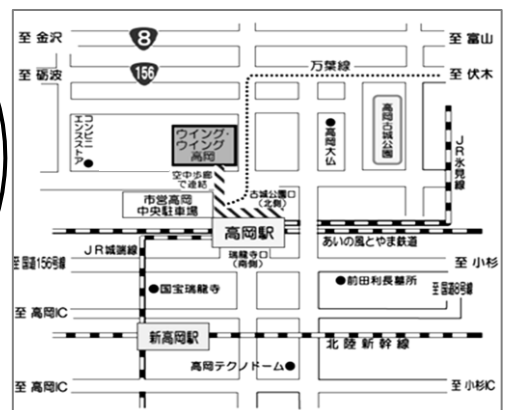 至 金沢
8
至 富山
至 砺波
156
万葉線
至 伏木
コンビニ
エンスストア
ウイング・
ウイング
高岡
高岡大仏
高岡古城公園
JR氷見線
空中歩廊
で連結
市営高岡
中央駐車場
古城公園口
(北側)
高岡駅
あいの風とやま鉄道
JR城端線
瑞龍寺口
(南側)
至 国道156号線
至 小杉
国宝瑞龍寺
前田利長墓所
至 国道8号線
至 高岡IC
新高岡駅
北陸新幹線
高岡テクノドーム
至 高岡IC
至 小杉IC